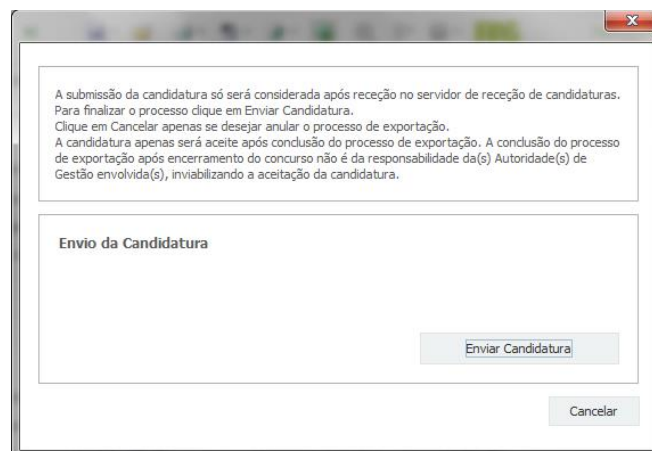 A submissão da candidatura só será considerada após receção no servidor de receção de candidaturas.
Para finalizar o processo clique em Enviar Candidatura.
Clique em Cancelar apenas se desejar anular o processo de exportação.
A candidatura apenas será aceite após conclusão do processo de exportação. A conclusão do processo
de exportação após encerramento do concurso não é da responsabilidade da(s) Autoridade(s) de
Gestão envolvida(s), inviabilizando a aceitação da candidatura.
Envio da Candidatura
Enviar Candidatura
Cancelar